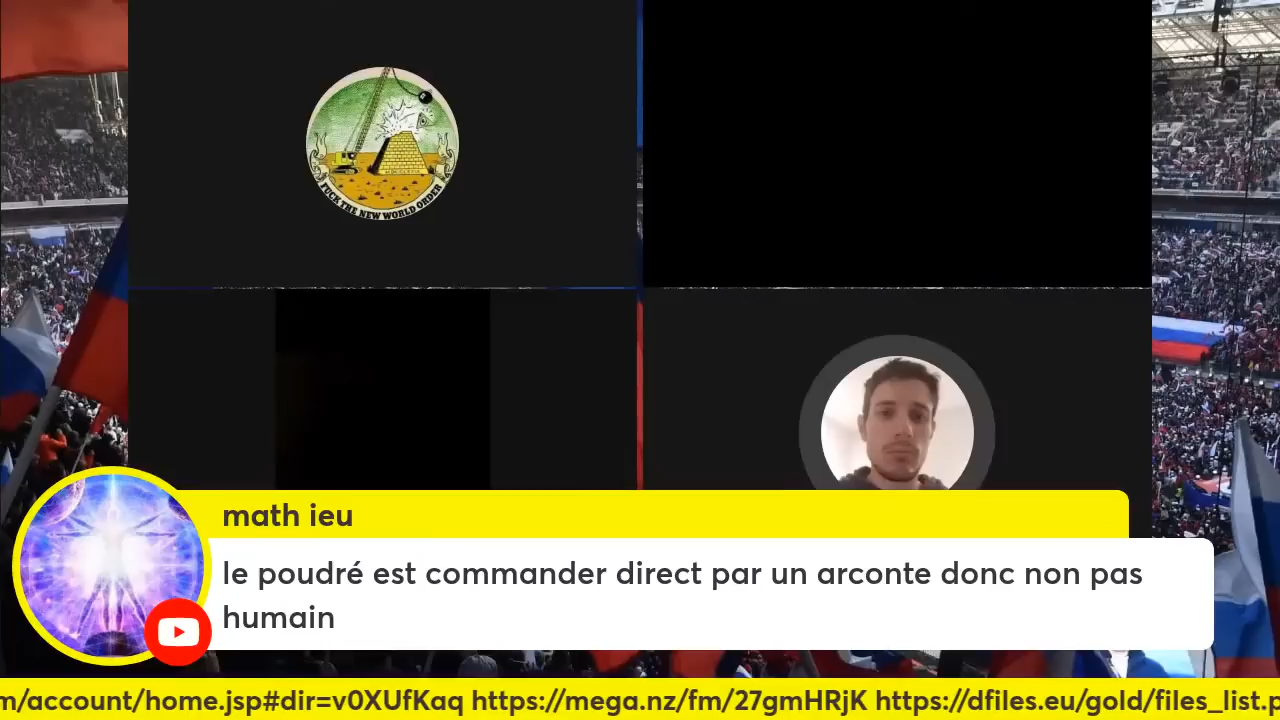 FUCK THE NEW WORLD ORDER
math ieu
le poudré est commander direct par un arconte donc non pas
humain
m/account/home.jsp#dir=v0XUfKaq https://mega.nz/fm/27gmHRjK https://dfiles.eu/gold/files_list.p